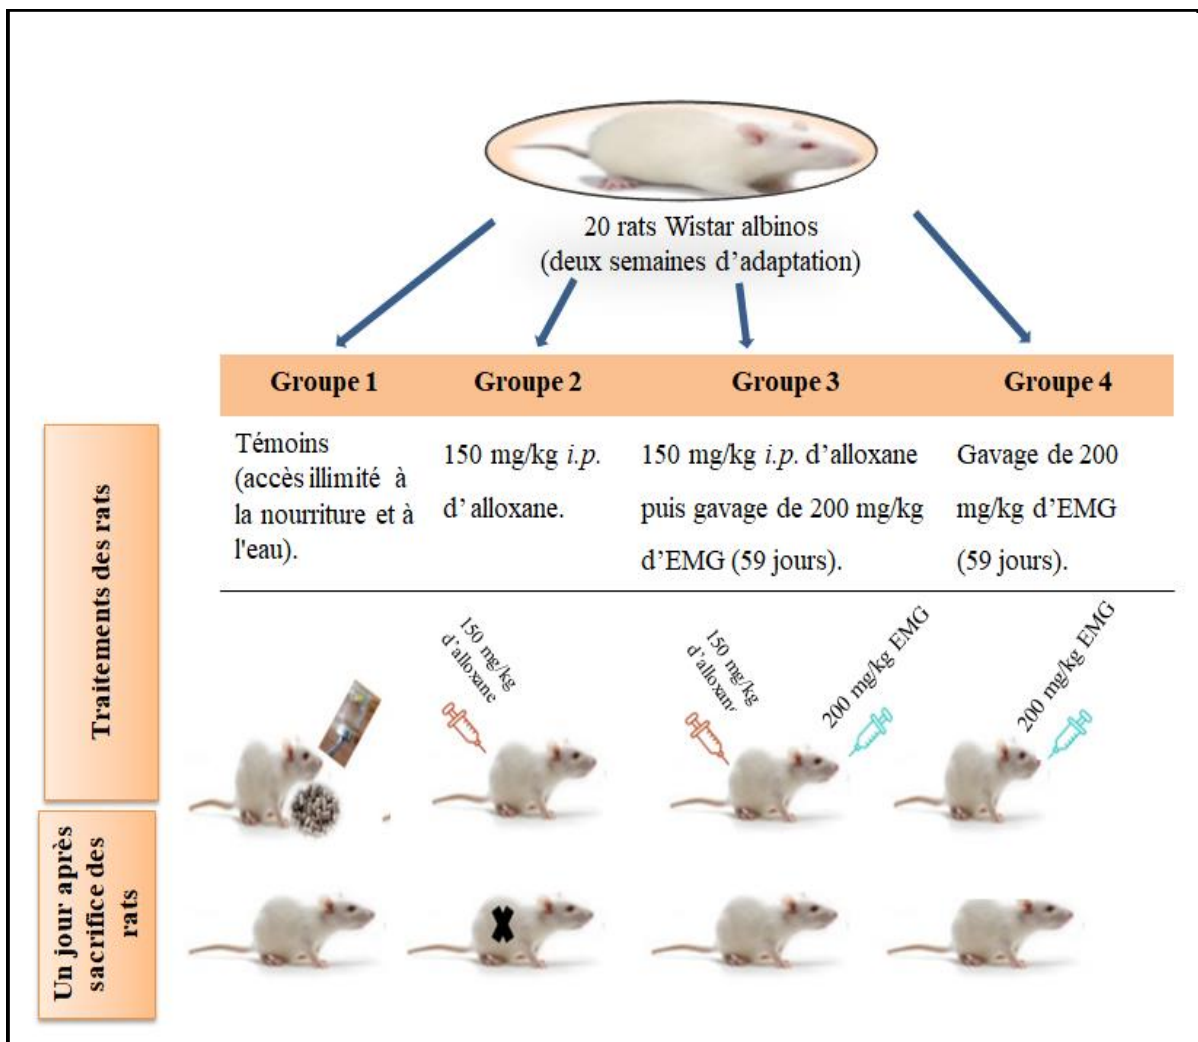 20 rats Wistar albinos
(deux semaines d’adaptation)
Groupe 1
Groupe 2
Groupe 3
Groupe 4
Traitements des rats
Témoins
(accès illimité à
la nourriture et à
l'eau).
150 mg/kg i.p.
d’alloxane.
150 mg/kg i.p. d’alloxane
puis gavage de 200 mg/kg
d’EMG (59 jours).
Gavage de 200
mg/kg d’EMG
(59 jours).
150 mg/kg
d’alloxane
150 mg/kg
d’alloxane
200 mg/kg EMG
200 mg/kg EMG
Un jour après
sacrifice des
rats